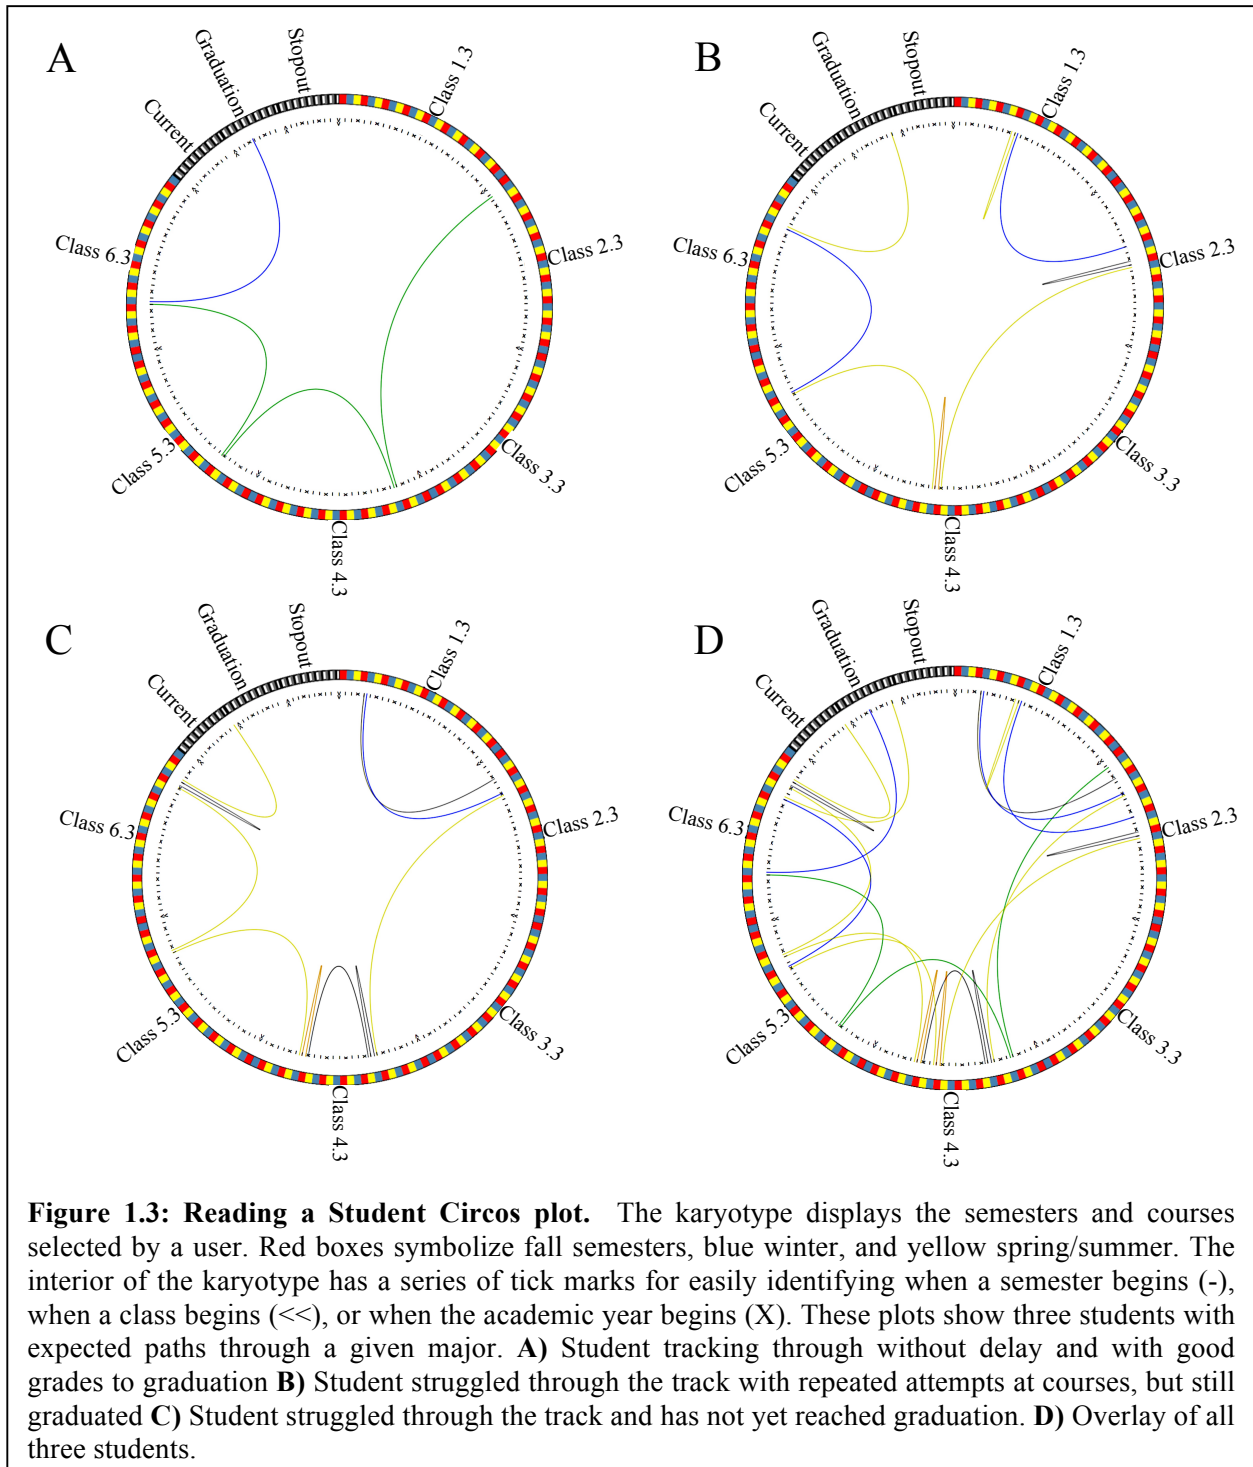 A
Current
Graduation
Stopout
Class 1.3
Class 2.3
Class 3.3
Class 4.3
Class 5.3
Class 6.3
B
Current
Graduation
Stopout
Class 1.3
Class 2.3
Class 3.3
Class 4.3
Class 5.3
Class 6.3
C
Current
Graduation
Stopout
Class 1.3
Class 2.3
Class 3.3
Class 4.3
Class 5.3
Class 6.3
D
Current
Graduation
Stopout
Class 1.3
Class 2.3
Class 3.3
Class 4.3
Class 5.3
Class 6.3
Figure 1.3: Reading a Student Circos plot. The karyotype displays the semesters and courses
selected by a user. Red boxes symbolize fall semesters, blue winter, and yellow spring/summer. The
interior of the karyotype has a series of tick marks for easily identifying when a semester begins (-),
when a class begins (<<), or when the academic year begins (X). These plots show three students with
expected paths through a given major. A) Student tracking through without delay and with good
grades to graduation B) Student struggled through the track with repeated attempts at courses, but still
graduated C) Student struggled through the track and has not yet reached graduation. D) Overlay of all
three students.